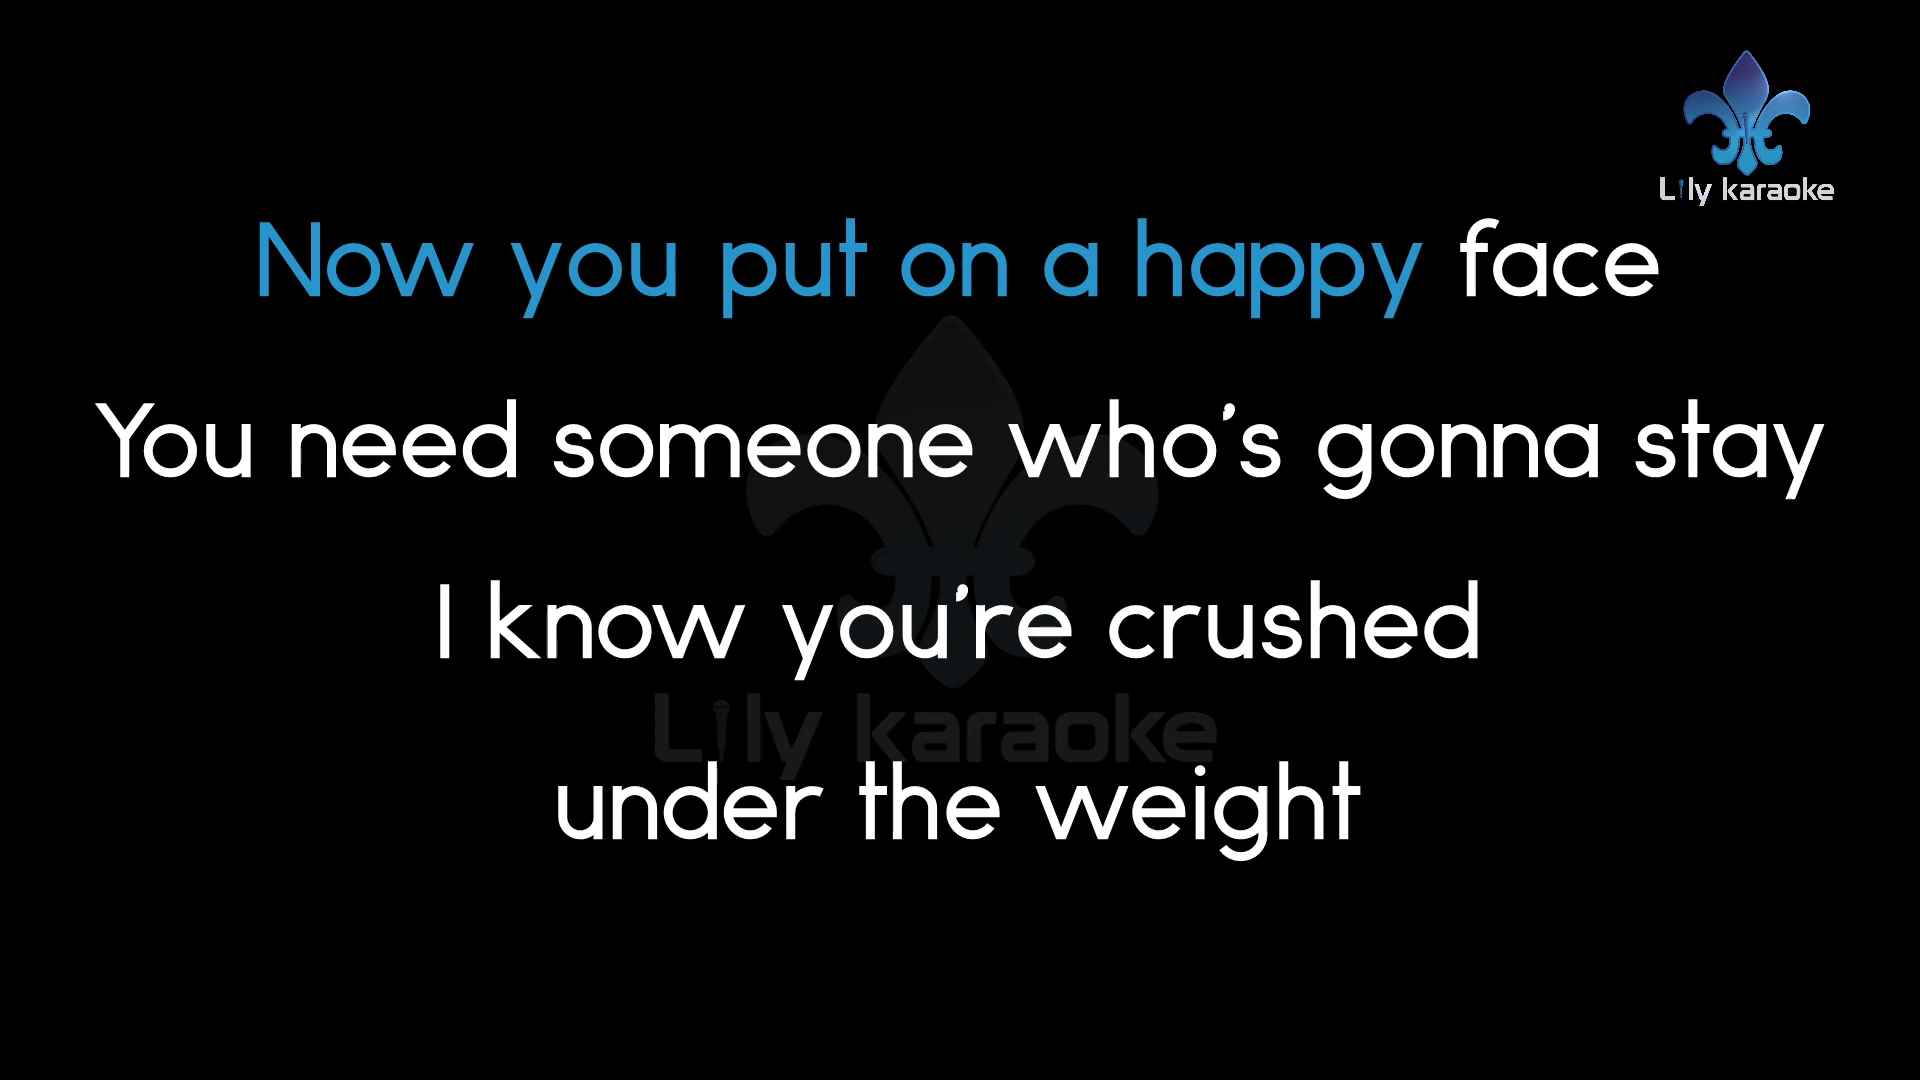 Lily karaoke
Now you put on a happy face
You need someone who's gonna stay
I know you're crushed
Lily karaoke
under the weight